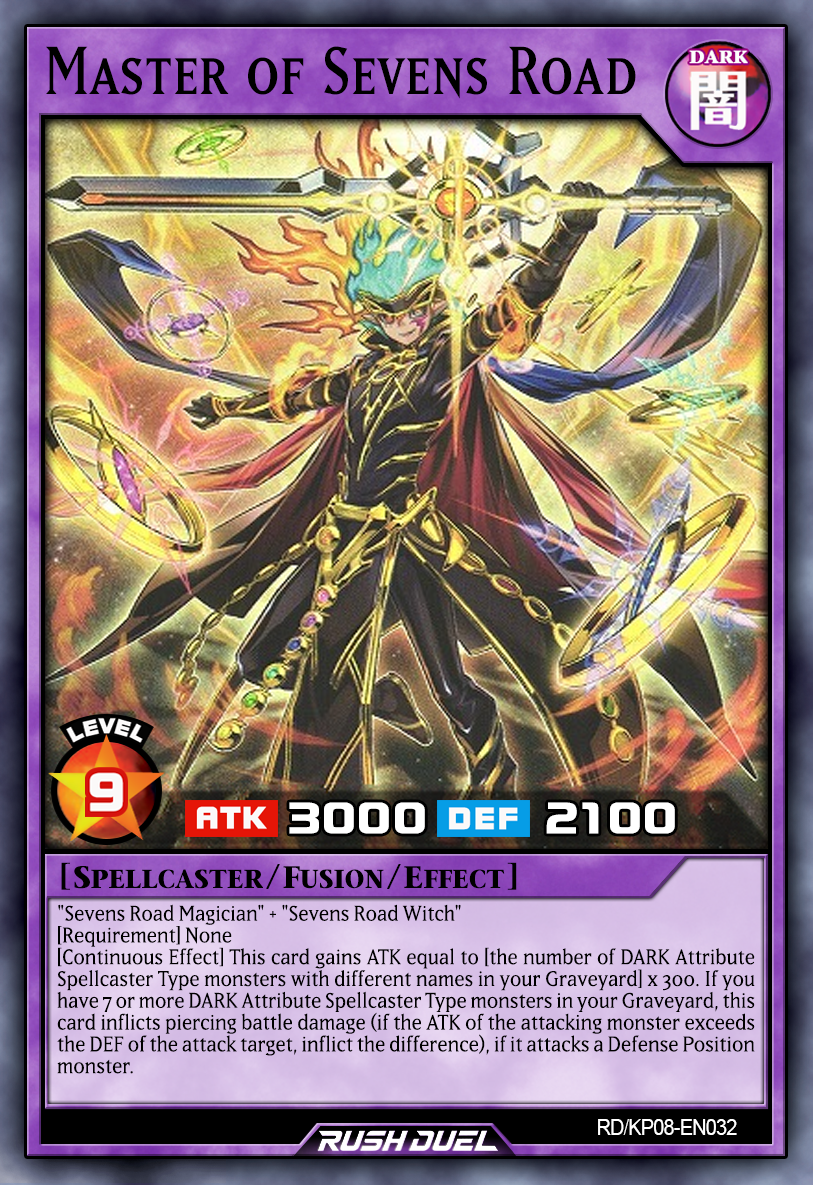 Master of Sevens Road
DARK
闇
LEVEL
9
ATK 3000 DEF 2100
[Spellcaster/Fusion/Effect]
"Sevens Road Magician" + "Sevens Road Witch"
[Requirement] None
[Continuous Effect] This card gains ATK equal to [the number of DARK Attribute
Spellcaster Type monsters with different names in your Graveyard] x 300. If you
have 7 or more DARK Attribute Spellcaster Type monsters in your Graveyard, this
card inflicts piercing battle damage (if the ATK of the attacking monster exceeds
the DEF of the attack target, inflict the difference), if it attacks a Defense Position
monster.
RD/KP08-EN032
RUSH DUEL